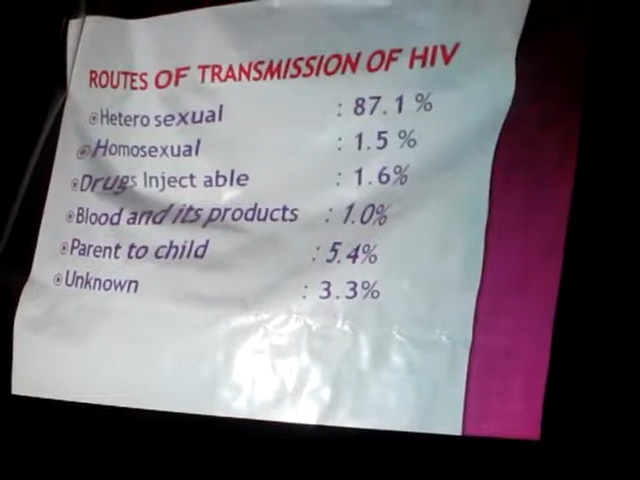 ROUTES OF TRANSMISSION OF HIV
Hetero sexual : 87.1 %
Homosexual : 1.5 %
Drugs Inject able : 1.6%
Blood and its products : 1.0%
Parent to child : 5.4%
Unknown : 3.3%